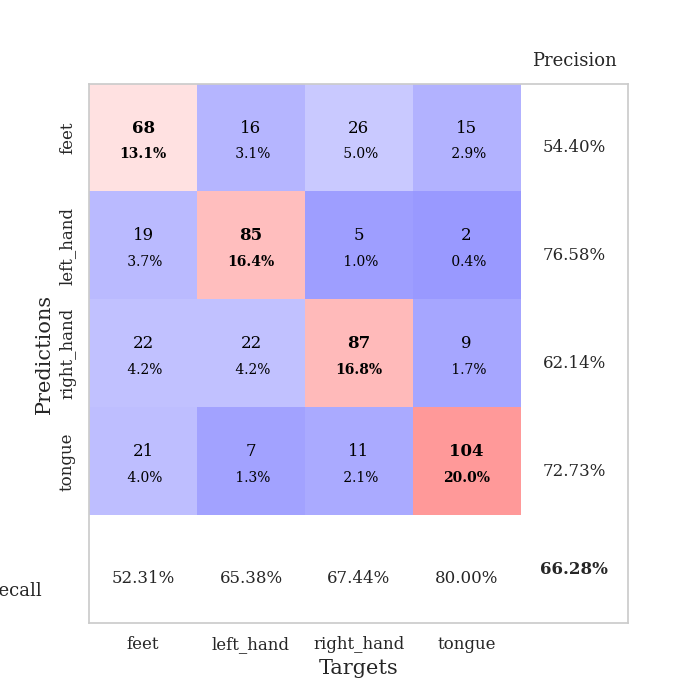 Precision
feet 68 16 26 15 54.40%
13.1% 3.1% 5.0% 2.9%
left_hand 19 85 5 2 76.58%
3.7% 16.4% 1.0% 0.4%
Predictions
right_hand 22 22 87 9 62.14%
4.2% 4.2% 16.8% 1.7%
tongue 21 7 11 104 72.73%
4.0% 1.3% 2.1% 20.0%
ecall 52.31% 65.38% 67.44% 80.00% 66.28%
feet left_hand right_hand tongue
Targets